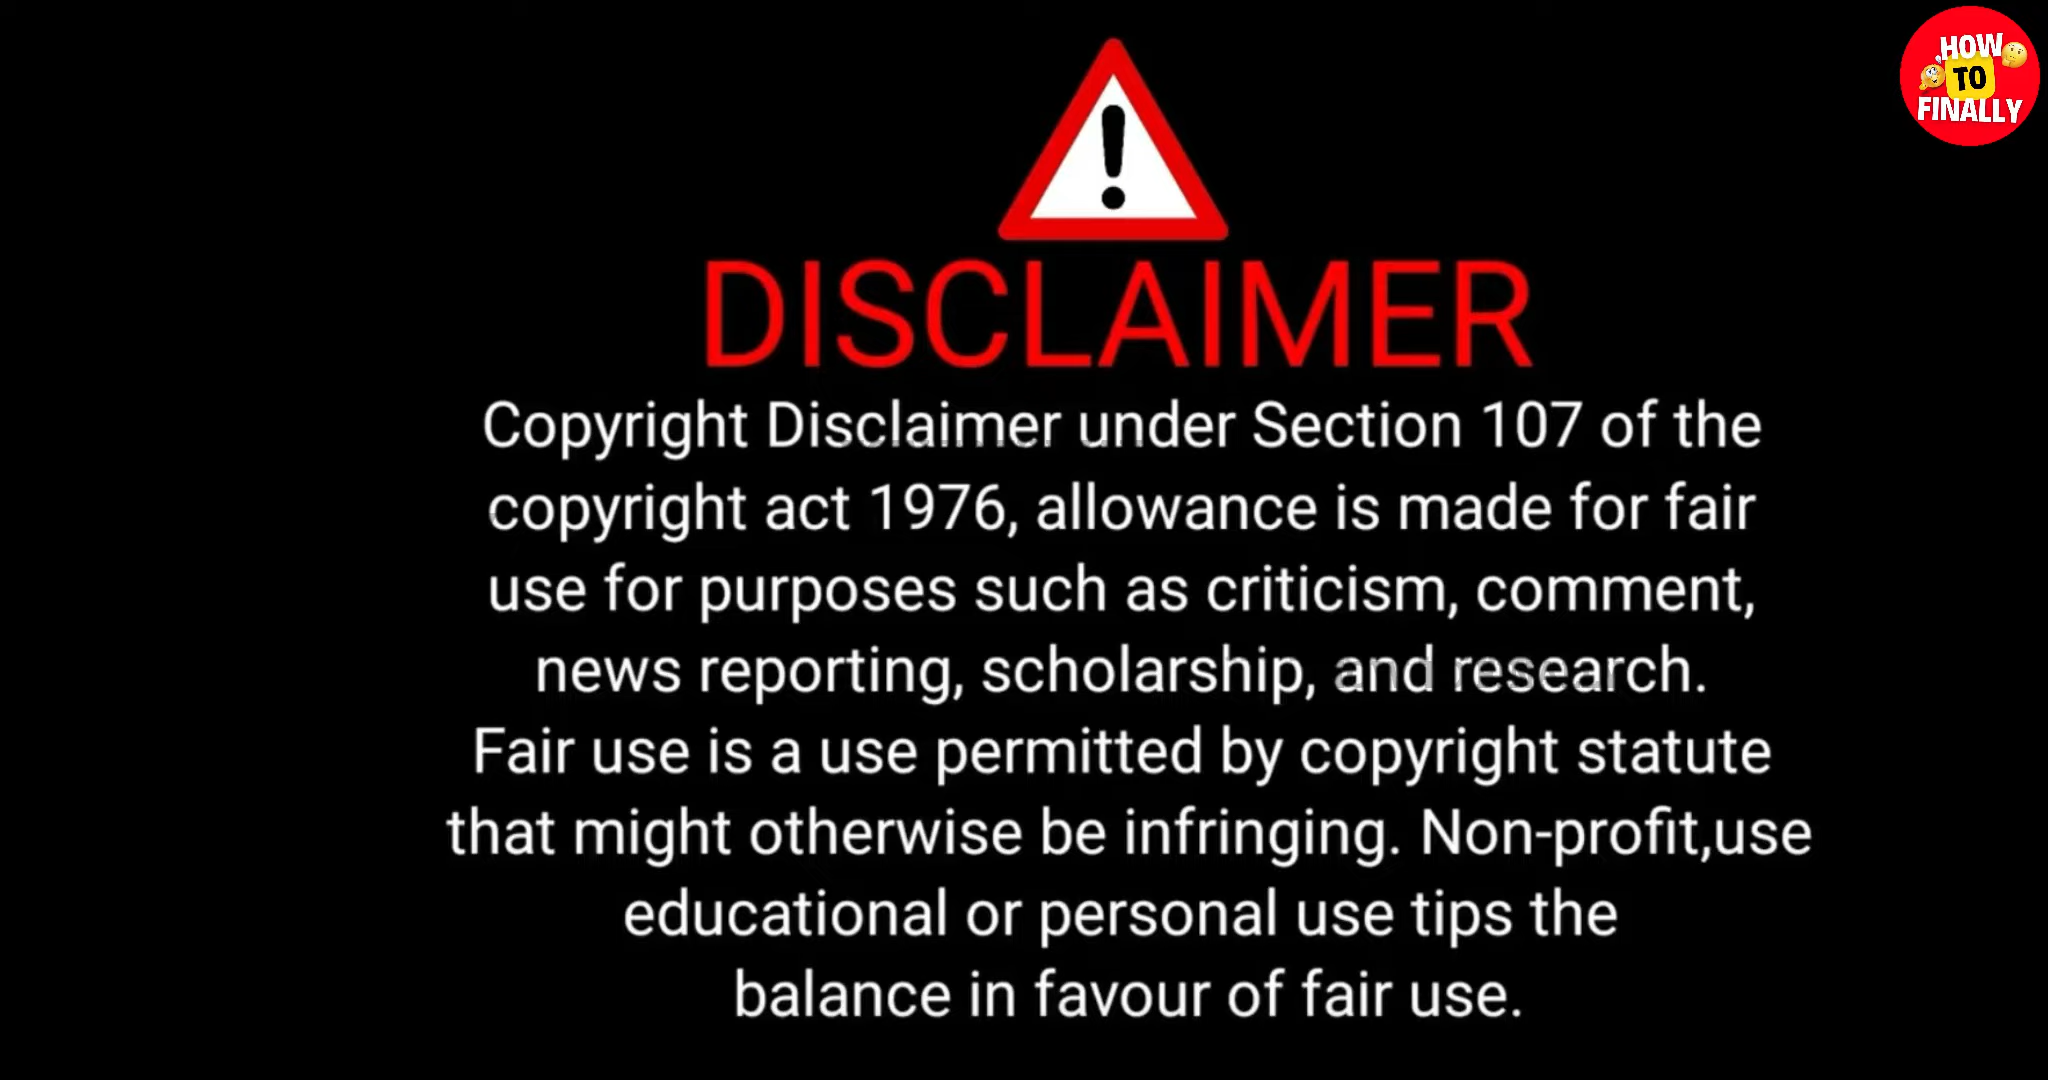 HOW
TO
FINALLY
DISCLAIMER
Copyright Disclaimer under Section 107 of the
copyright act 1976, allowance is made for fair
use for purposes such as criticism, comment,
news reporting, scholarship, and research.
Fair use is a use permitted by copyright statute
that might otherwise be infringing. Non-profit,use
educational or personal use tips the
balance in favour of fair use.